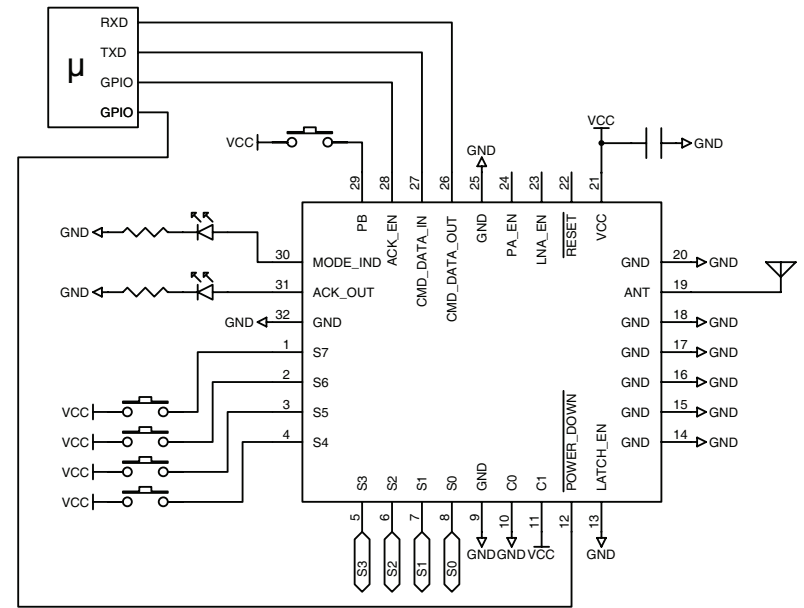 RXD
TXD
μ
GPIO
GPIO
VCC
VCC
GND
GND
29
28
27
26
25
24
23
22
21
PB
ACK_EN
CMD_DATA_IN
CMD_DATA_OUT
GND
PA_EN
LNA_EN
RESET
VCC
GND
30
MODE_IND
GND
20
GND
GND
31
ACK_OUT
ANT
19
GND
32
GND
GND
18
GND
1
S7
GND
17
GND
2
S6
GND
16
GND
VCC
3
S5
GND
15
GND
VCC
4
S4
GND
14
GND
VCC
VCC
S3
S2
S1
S0
GND
C0
C1
POWER_DOWN
LATCH_EN
5
6
7
8
9
10
11
12
13
S3
S2
S1
S0
GND
GND
VCC
GND